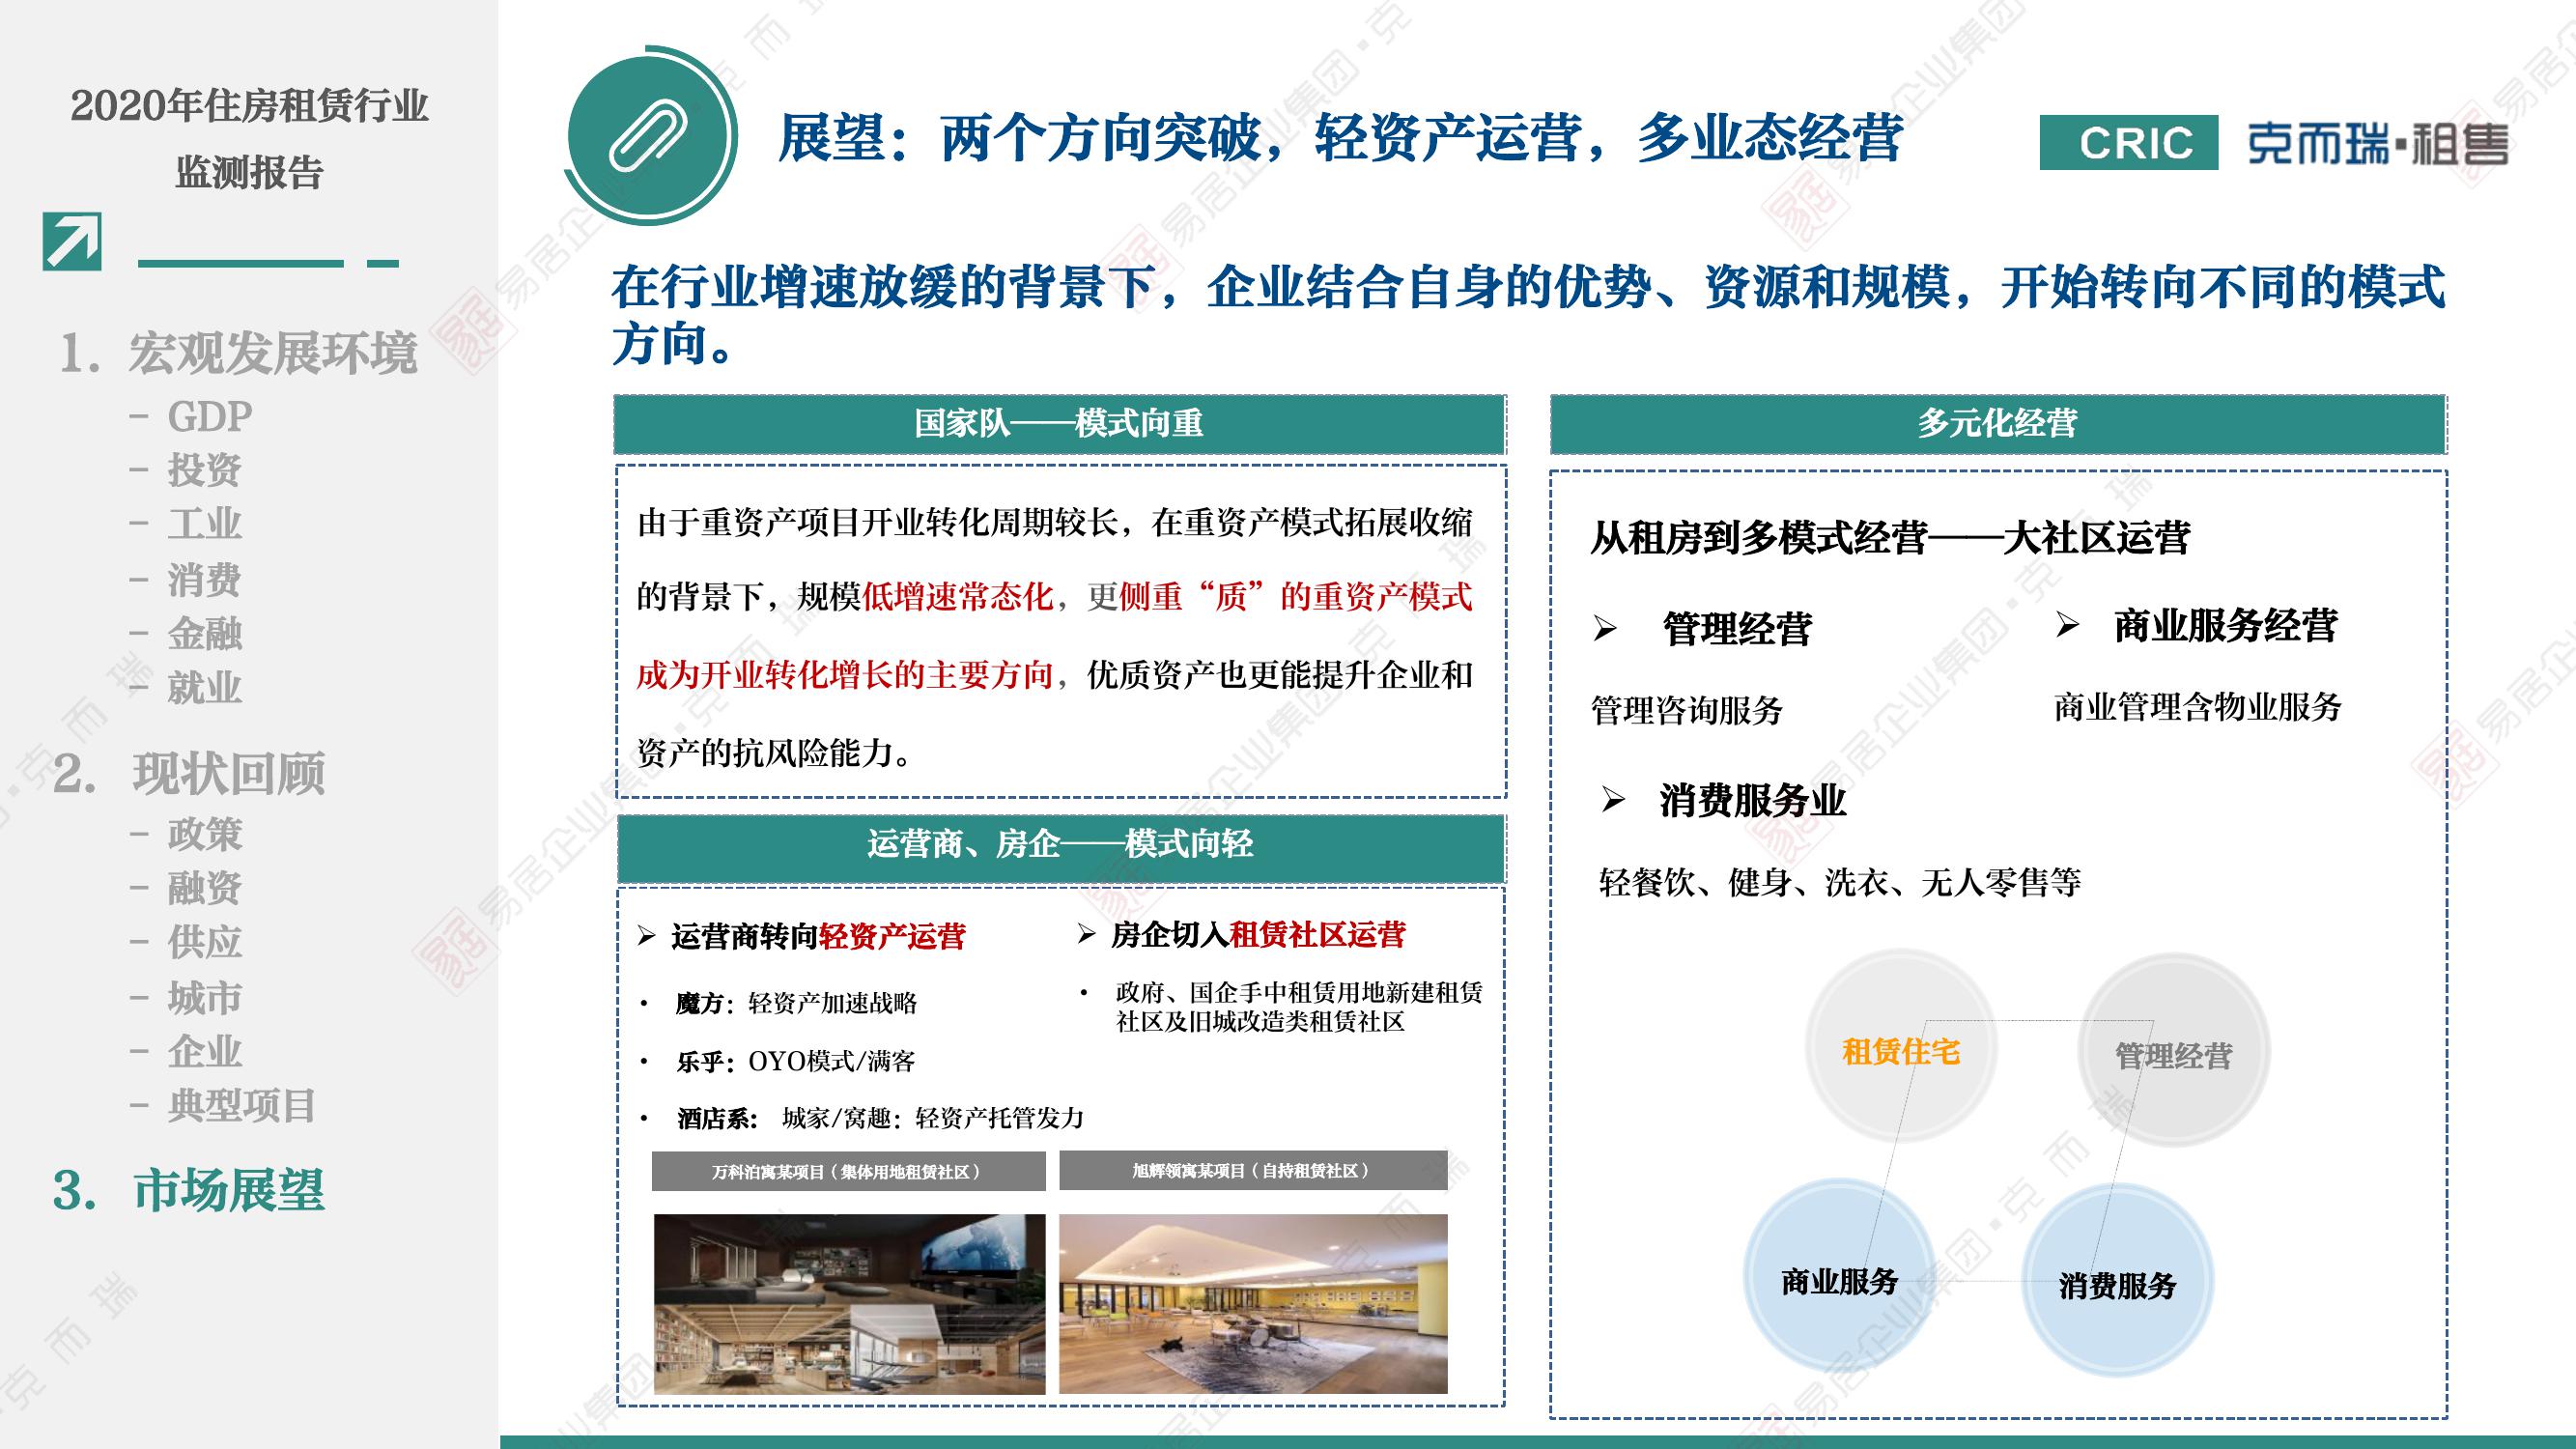 2020年住房租赁行业
监测报告
1. 宏观发展环境
– GDP
– 投资
– 工业
– 消费
– 金融
– 就业
2. 现状回顾
– 政策
– 融资
– 供应
– 城市
– 企业
– 典型项目
3. 市场展望
展望：两个方向突破，轻资产运营，多业态经营
CRIC 克而瑞·租售
在行业增速放缓的背景下，企业结合自身的优势、资源和规模，开始转向不同的模式
方向。
国家队——模式向重
由于重资产项目开业转化周期较长，在重资产模式拓展收缩
的背景下，规模低增速常态化，更侧重“质”的重资产模式
成为开业转化增长的主要方向，优质资产也更能提升企业和
资产的抗风险能力。
运营商、房企——模式向轻
➢ 运营商转向轻资产运营
• 魔方：轻资产加速战略
• 乐乎：OYO模式/满客
• 酒店系： 城家/窝趣：轻资产托管发力
➢ 房企切入租赁社区运营
• 政府、国企手中租赁用地新建租赁
社区及旧城改造类租赁社区
万科泊寓某项目（集体用地租赁社区）
旭辉领寓某项目（自持租赁社区）
多元化经营
从租房到多模式经营——大社区运营
➢ 管理经营
管理咨询服务
➢ 商业服务经营
商业管理含物业服务
➢ 消费服务业
轻餐饮、健身、洗衣、无人零售等
租赁住宅
管理经营
商业服务
消费服务
易居企业集团·克而瑞